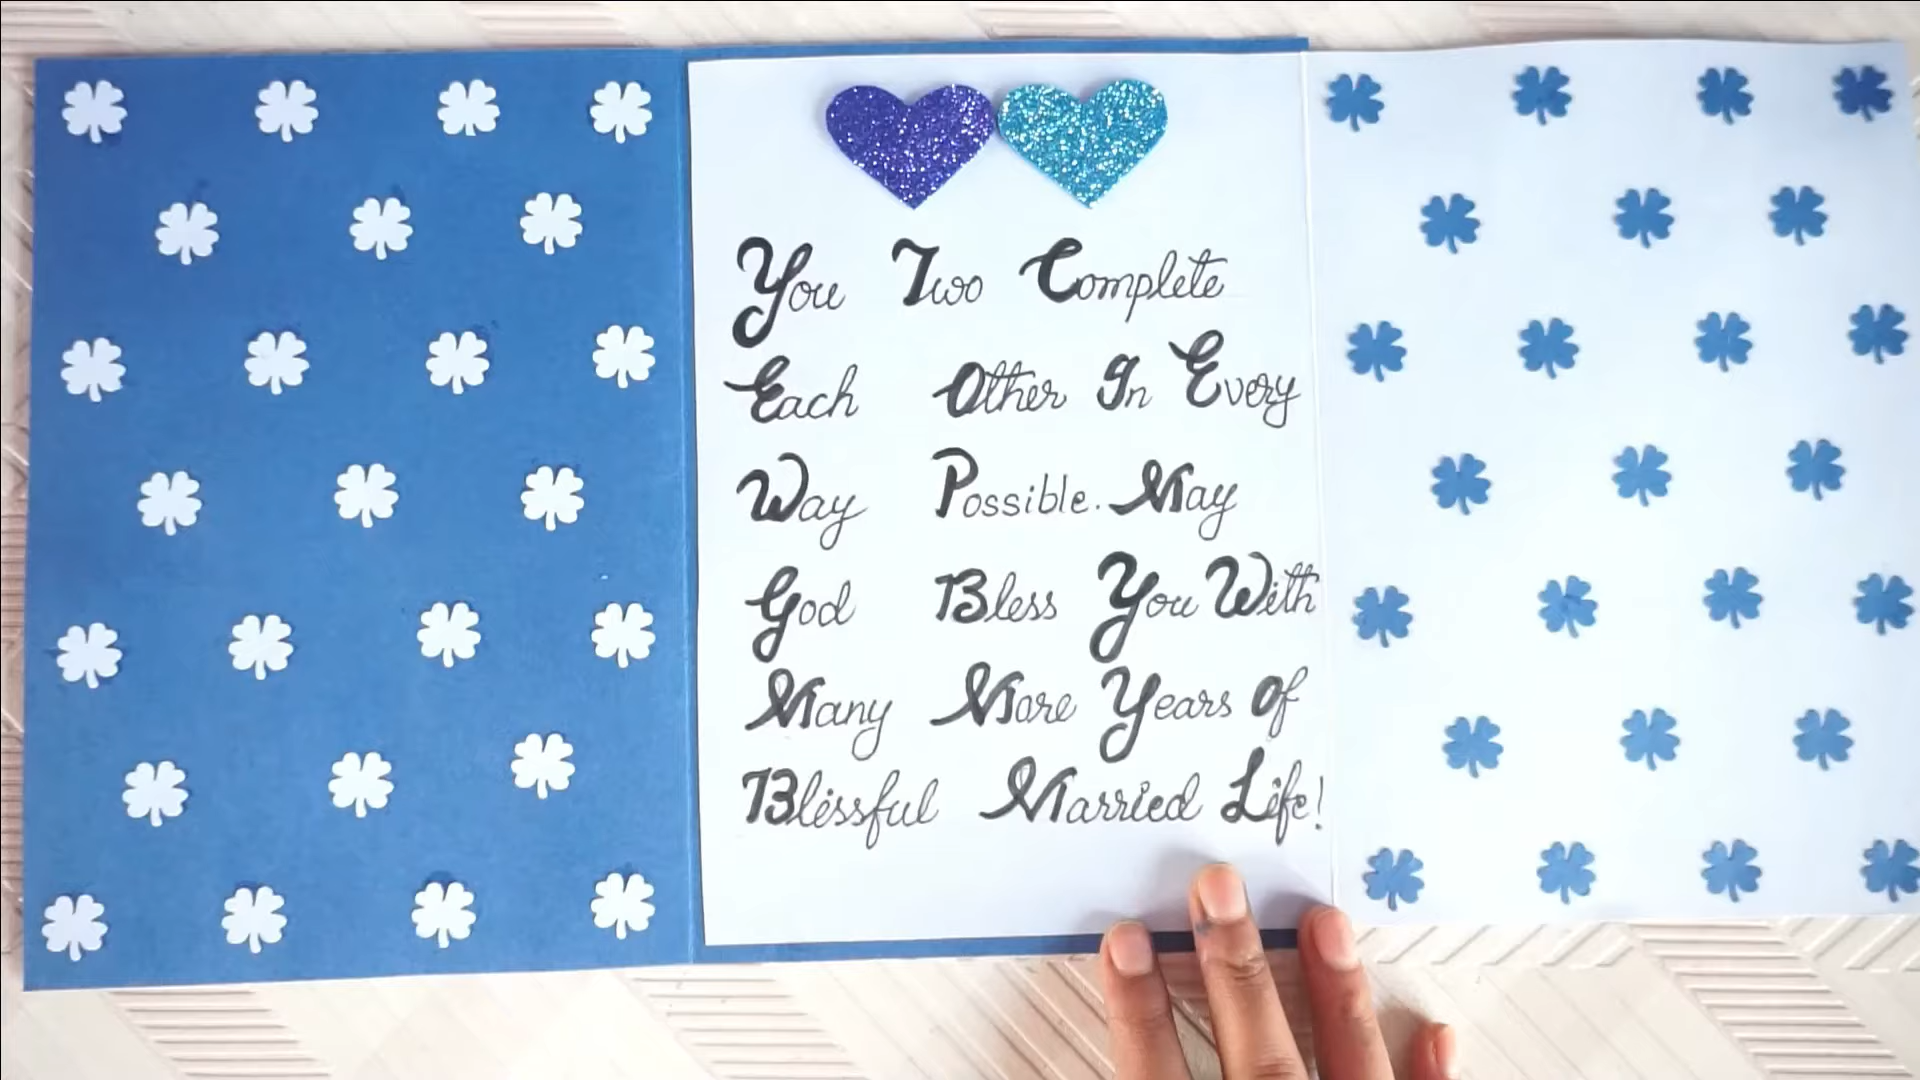 You Two Complete
Each Other In Every
Way Possible. May
God Bless You With
Many More Years Of
Blissful Married Life!